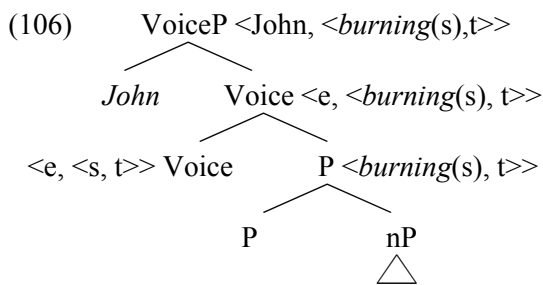 (106) VoiceP <John, <burning(s),t>>
John Voice <e, <burning(s), t>>
<e, <s, t>> Voice P <burning(s), t>>
P nP